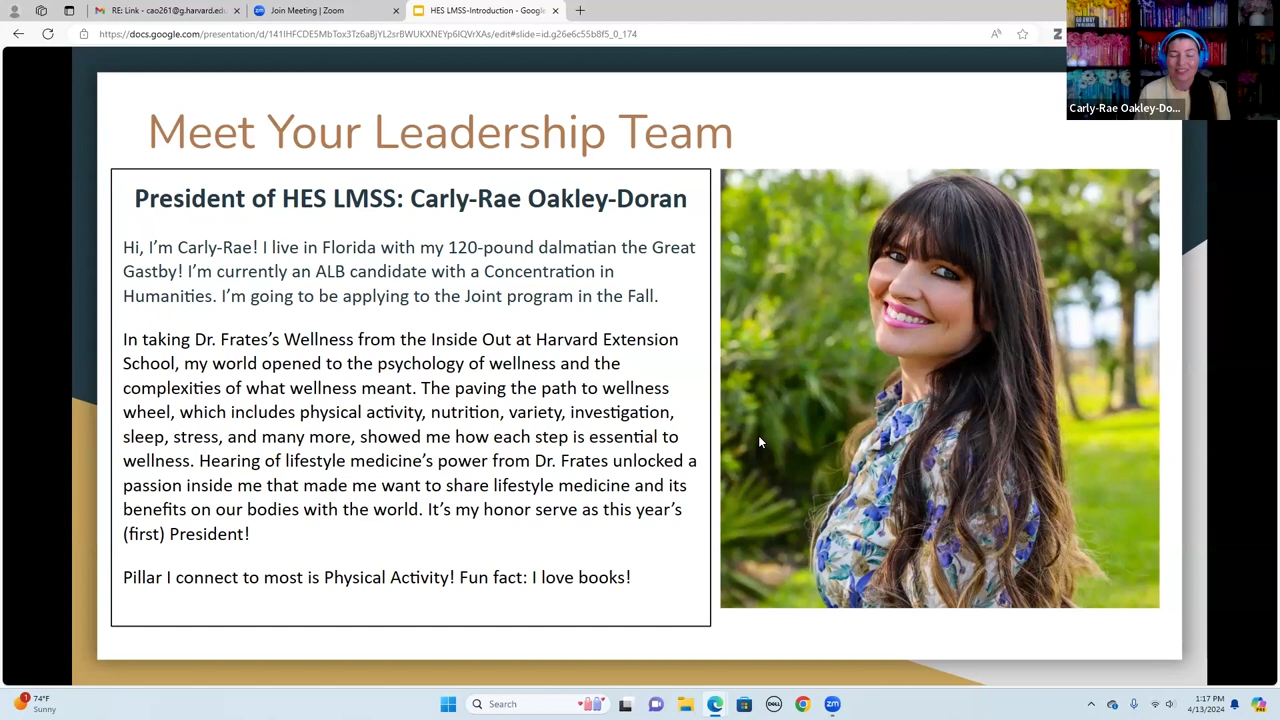 RE: Link - cao261@g.harvard.edu
Join Meeting | Zoom
HES LMSS-Introduction - Google
https://docs.google.com/presentation/d/
GO AWAY
Carly-Rae Oakley-Do...
Meet Your Leadership Team
President of HES LMSS: Carly-Rae Oakley-Doran
Hi, I'm Carly-Rae! I live in Florida with my 120-pound dalmatian the Great
Gastby! I'm currently an ALB candidate with a Concentration in
Humanities. I'm going to be applying to the Joint program in the Fall.
In taking Dr. Frates's Wellness from the Inside Out at Harvard Extension
School, my world opened to the psychology of wellness and the
complexities of what wellness meant. The paving the path to wellness
wheel, which includes physical activity, nutrition, variety, investigation,
sleep, stress, and many more, showed me how each step is essential to
wellness. Hearing of lifestyle medicine's power from Dr. Frates unlocked a
passion inside me that made me want to share lifestyle medicine and its
benefits on our bodies with the world. It's my honor serve as this year's
(first) President!
Pillar I connect to most is Physical Activity! Fun fact: I love books!
74°F
Sunny
Search
1:17 PM
4/13/2024